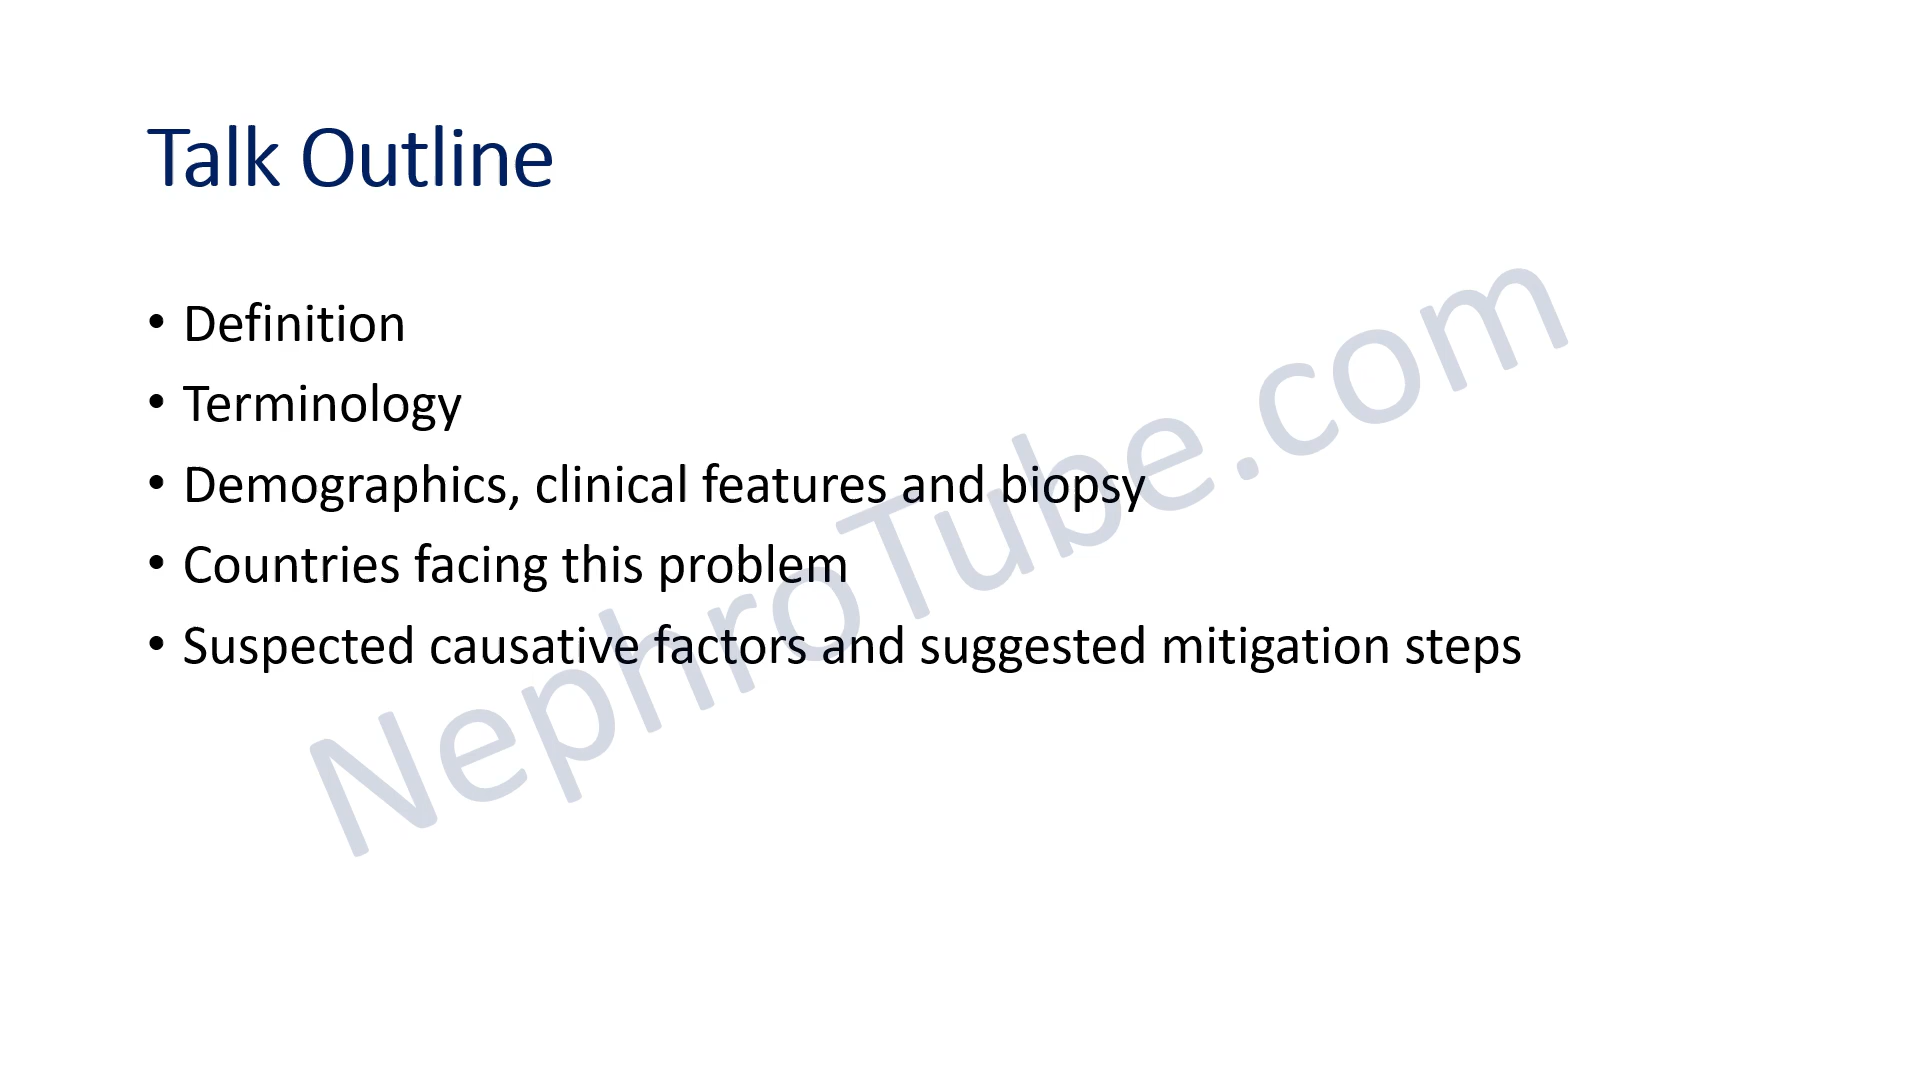 Talk Outline
• Definition
• Terminology
• Demographics, clinical features and biopsy
• Countries facing this problem
• Suspected causative factors and suggested mitigation steps
NephroTube.com